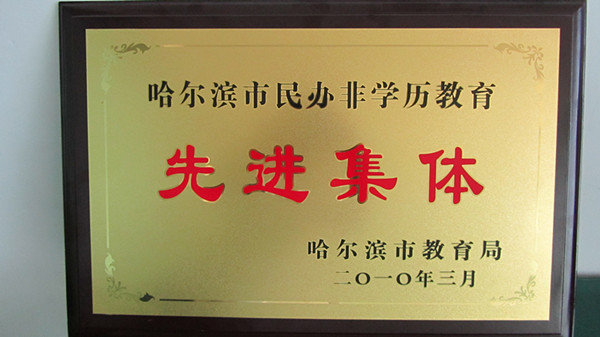 哈尔滨市民办非学历教育
先进集体
哈尔滨市教育局
二〇一〇年三月